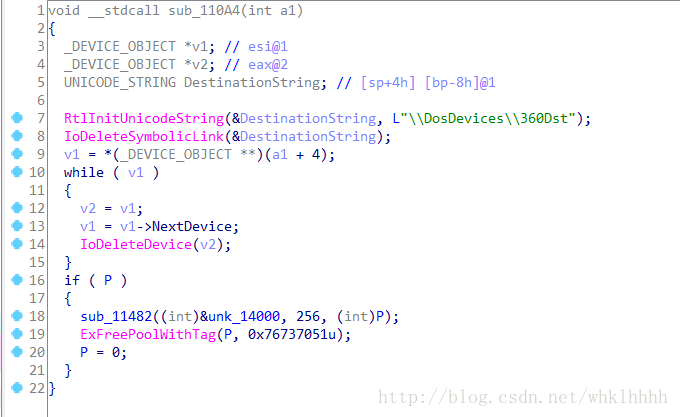 1 void __stdcall sub_110A4(int a1)
2 {
3 _DEVICE_OBJECT *v1; // esi@1
4 _DEVICE_OBJECT *v2; // eax@2
5 UNICODE_STRING DestinationString; // [sp+4h] [bp-8h]@1
6
7 RtlInitUnicodeString(&DestinationString, L"\\DosDevices\\360Dst");
8 IoDeleteSymbolicLink(&DestinationString);
9 v1 = *(_DEVICE_OBJECT **)(a1 + 4);
10 while ( v1 )
11 {
12 v2 = v1;
13 v1 = v1->NextDevice;
14 IoDeleteDevice(v2);
15 }
16 if ( P )
17 {
18 sub_11482((int)&unk_14000, 256, (int)P);
19 ExFreePoolWithTag(P, 0x76737051u);
20 P = 0;
21 }
22 }
http://blog.csdn.net/whklhhhh